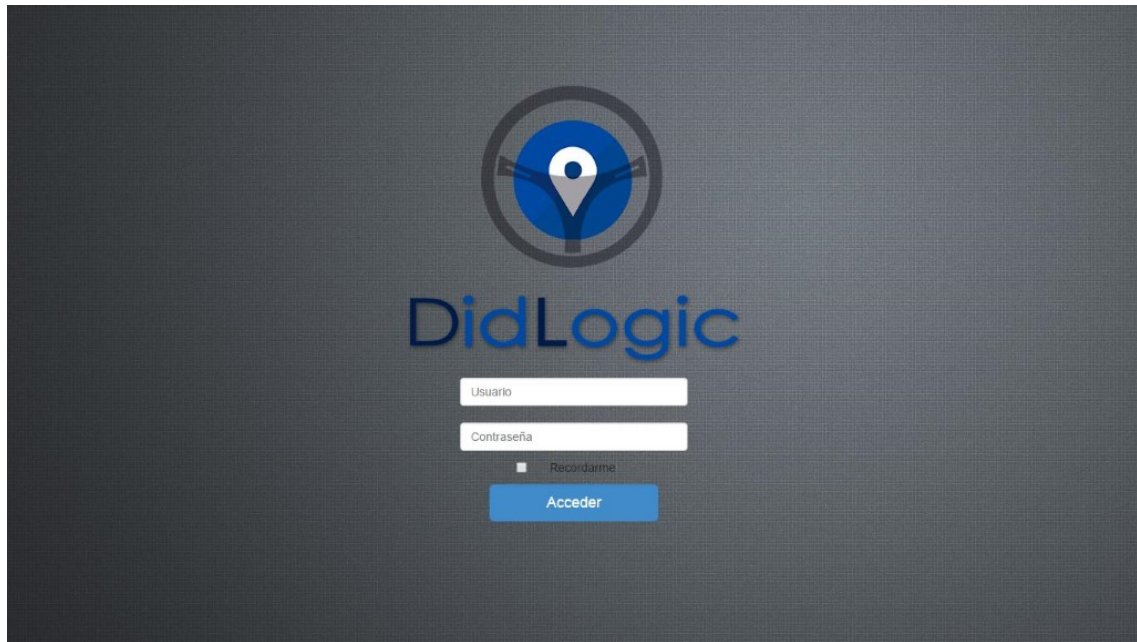 DidLogic
Usuario
Contraseña
Recordarme
Acceder